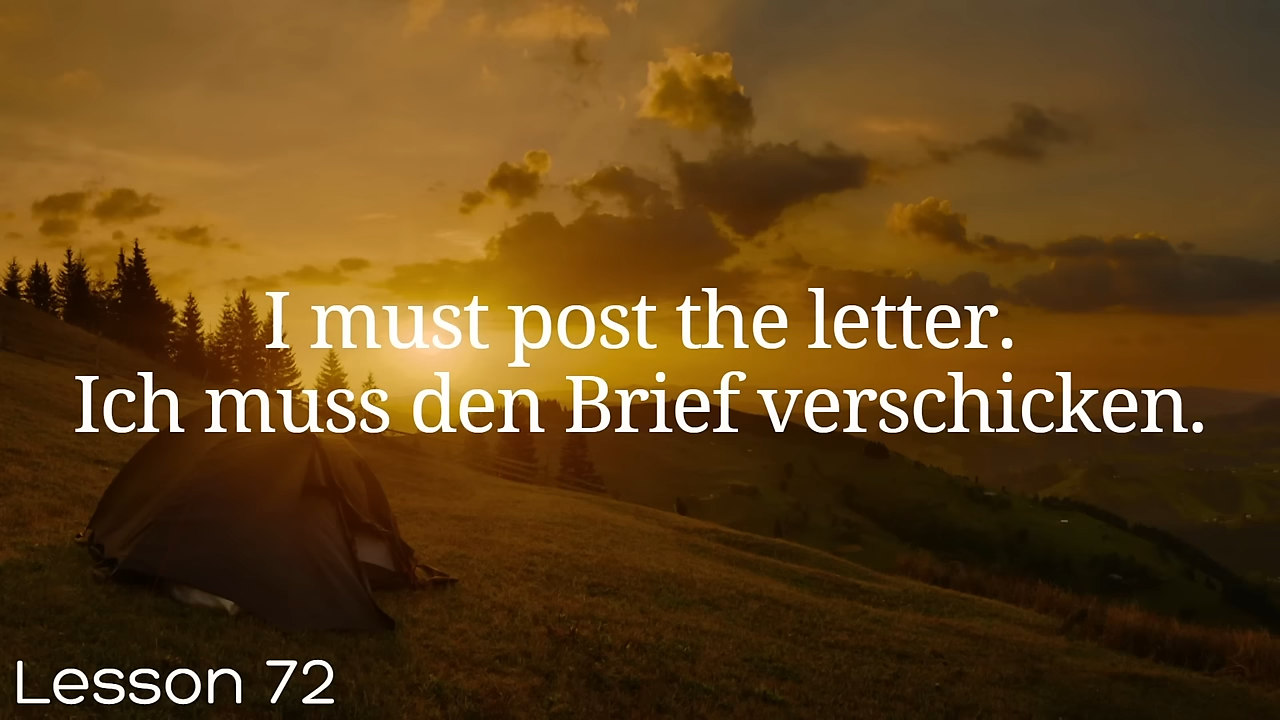 I must post the letter.
Ich muss den Brief verschicken.
Lesson 72